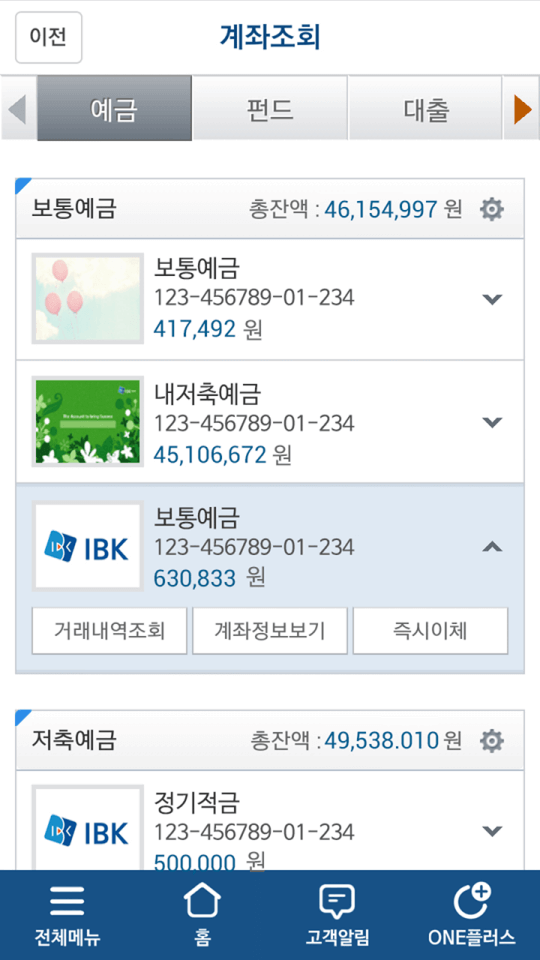 이전
계좌조회
예금
펀드
대출
보통예금 총잔액 : 46,154,997 원
보통예금
123-456789-01-234
417,492 원
내저축예금
123-456789-01-234
45,106,672 원
IBK
보통예금
123-456789-01-234
630,833 원
거래내역조회
계좌정보보기
즉시이체
저축예금 총잔액 : 49,538.010 원
IBK
정기적금
123-456789-01-234
500,000 원
전체메뉴
홈
고객알림
ONE플러스